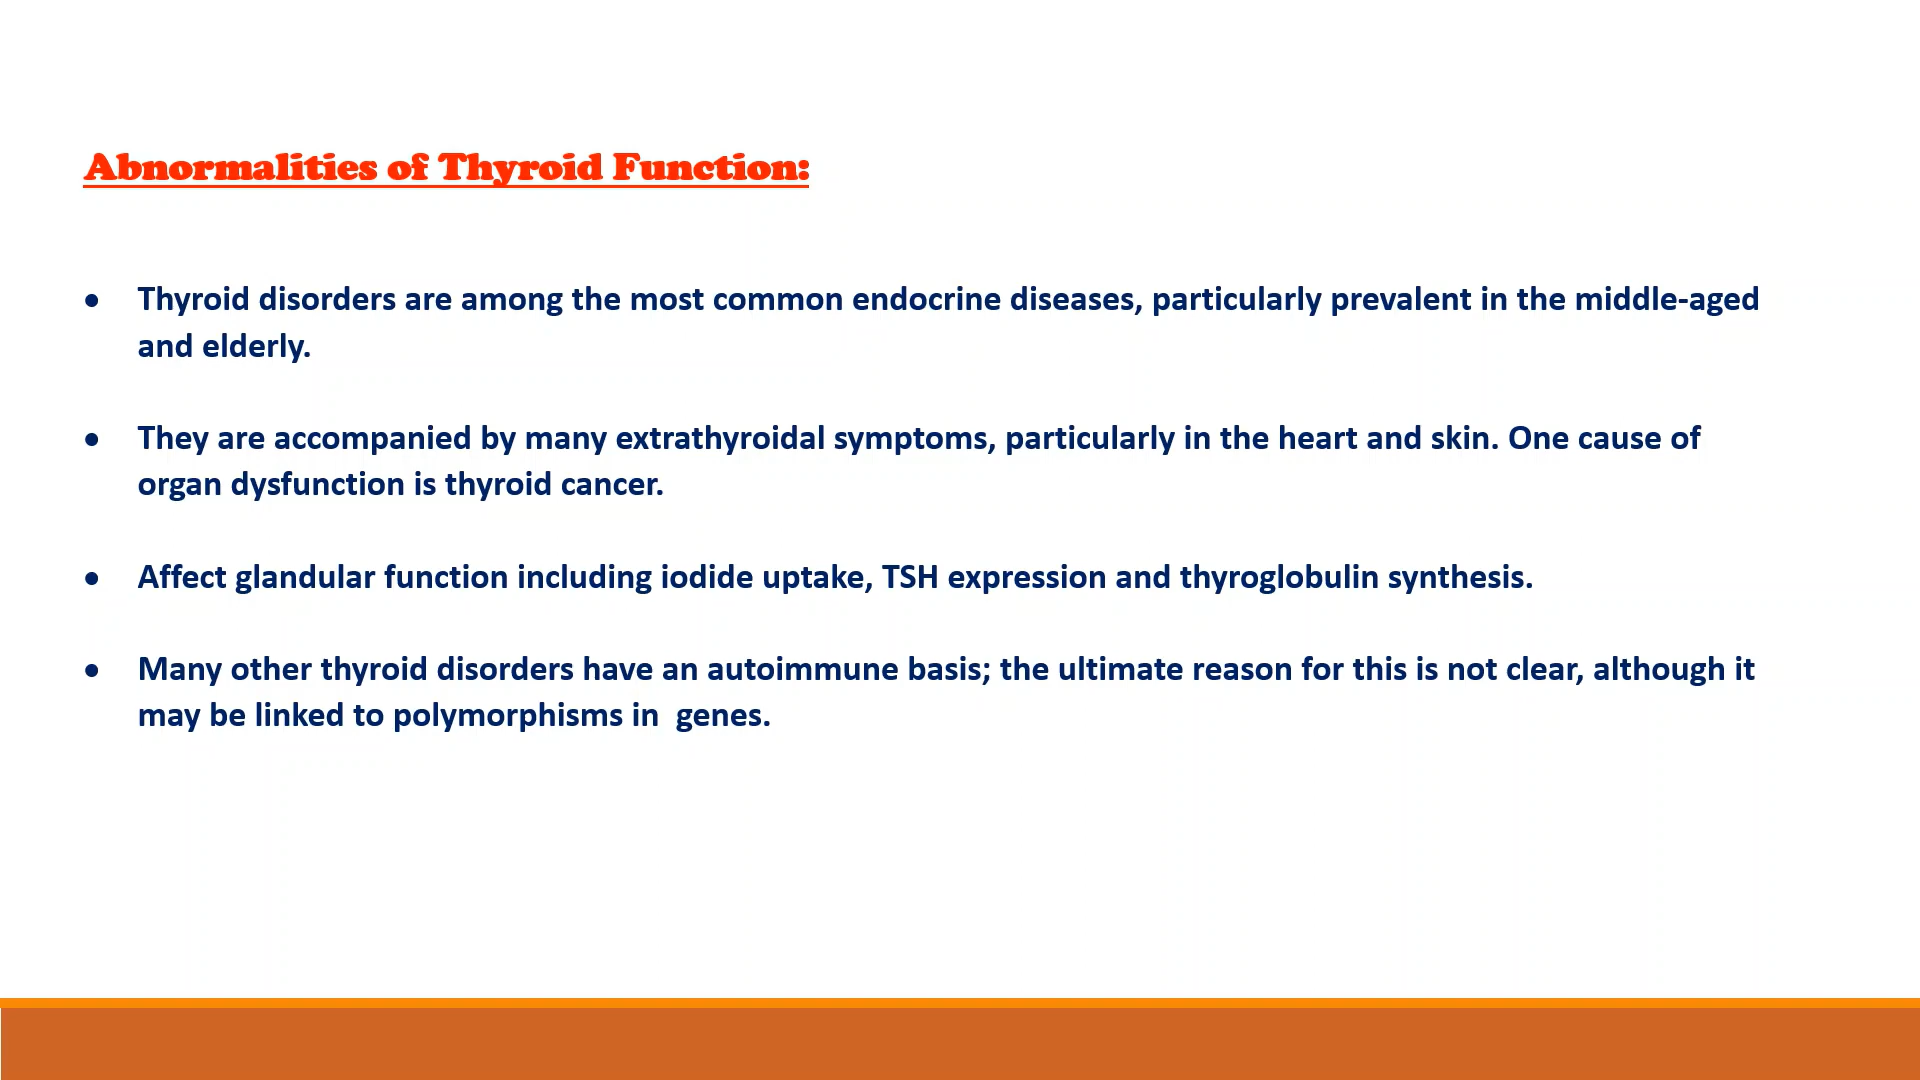 Abnormalities of Thyroid Function:
• Thyroid disorders are among the most common endocrine diseases, particularly prevalent in the middle-aged
and elderly.
• They are accompanied by many extrathyroidal symptoms, particularly in the heart and skin. One cause of
organ dysfunction is thyroid cancer.
• Affect glandular function including iodide uptake, TSH expression and thyroglobulin synthesis.
• Many other thyroid disorders have an autoimmune basis; the ultimate reason for this is not clear, although it
may be linked to polymorphisms in  genes.